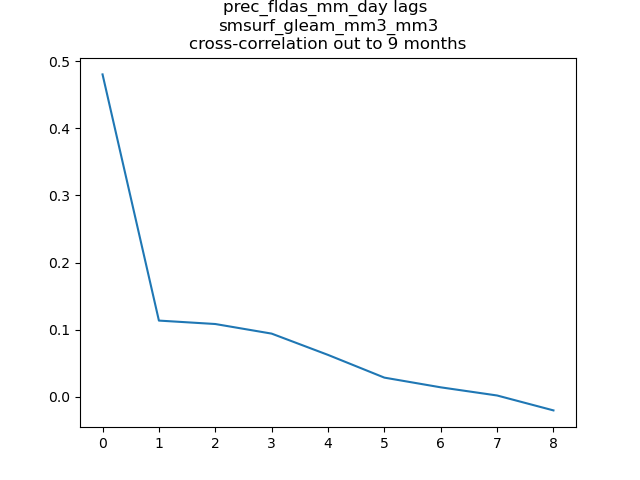 prec_fldas_mm_day lags
smsurf_gleam_mm3_mm3
cross-correlation out to 9 months
0.5
0.4
0.3
0.2
0.1
0.0
0 1 2 3 4 5 6 7 8